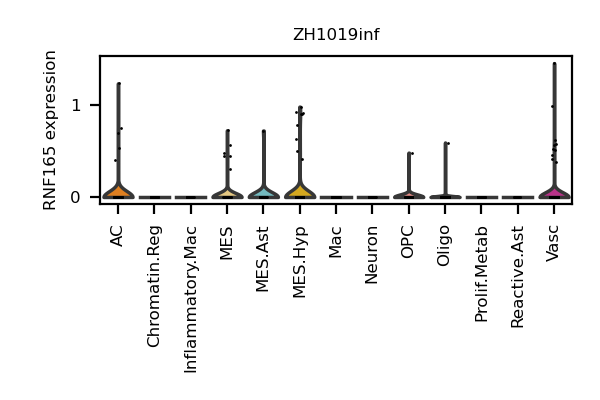 ZH1019inf
RNF165 expression
1
0
AC
Chromatin.Reg
Inflammatory.Mac
MES
MES.Ast
MES.Hyp
Mac
Neuron
OPC
Oligo
Prolif.Metab
Reactive.Ast
Vasc